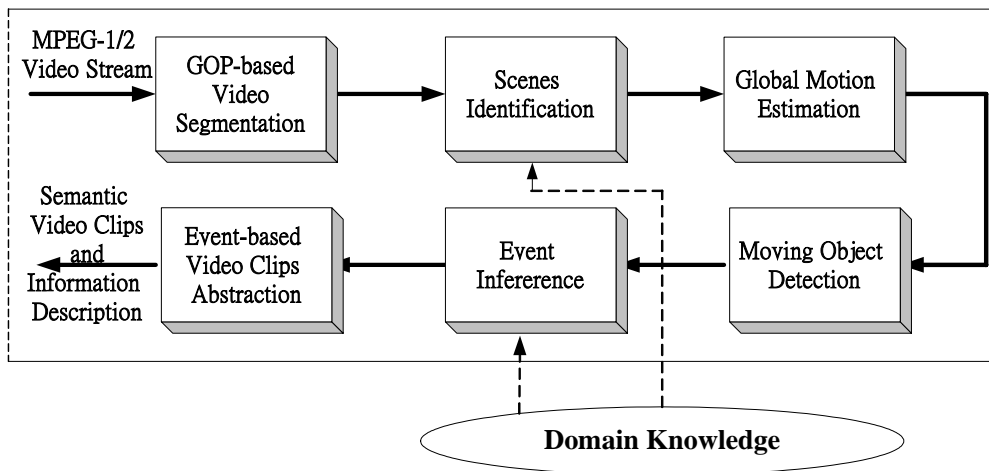 MPEG-1/2
Video Stream
GOP-based
Video
Segmentation
Scenes
Identification
Global Motion
Estimation
Semantic
Video Clips
and
Information
Description
Event-based
Video Clips
Abstraction
Event
Infererence
Moving Object
Detection
Domain Knowledge